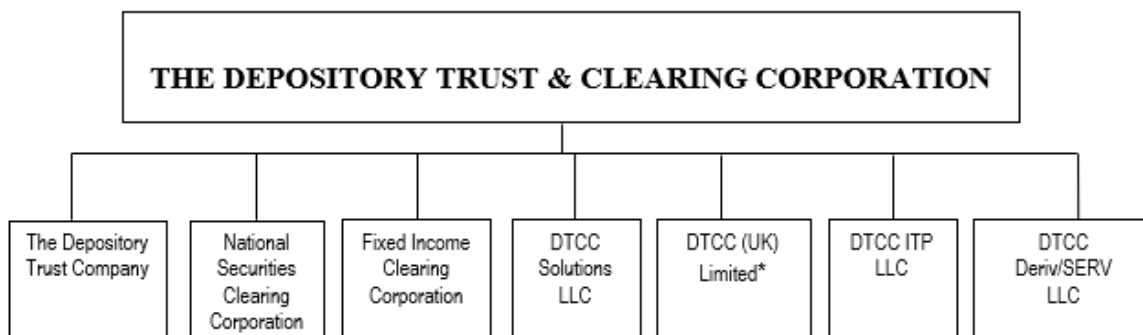 THE DEPOSITORY TRUST & CLEARING CORPORATION
The Depository
Trust Company
National
Securities
Clearing
Corporation
Fixed Income
Clearing
Corporation
DTCC
Solutions
LLC
DTCC (UK)
Limited*
DTCC ITP
LLC
DTCC
Deriv/SERV
LLC